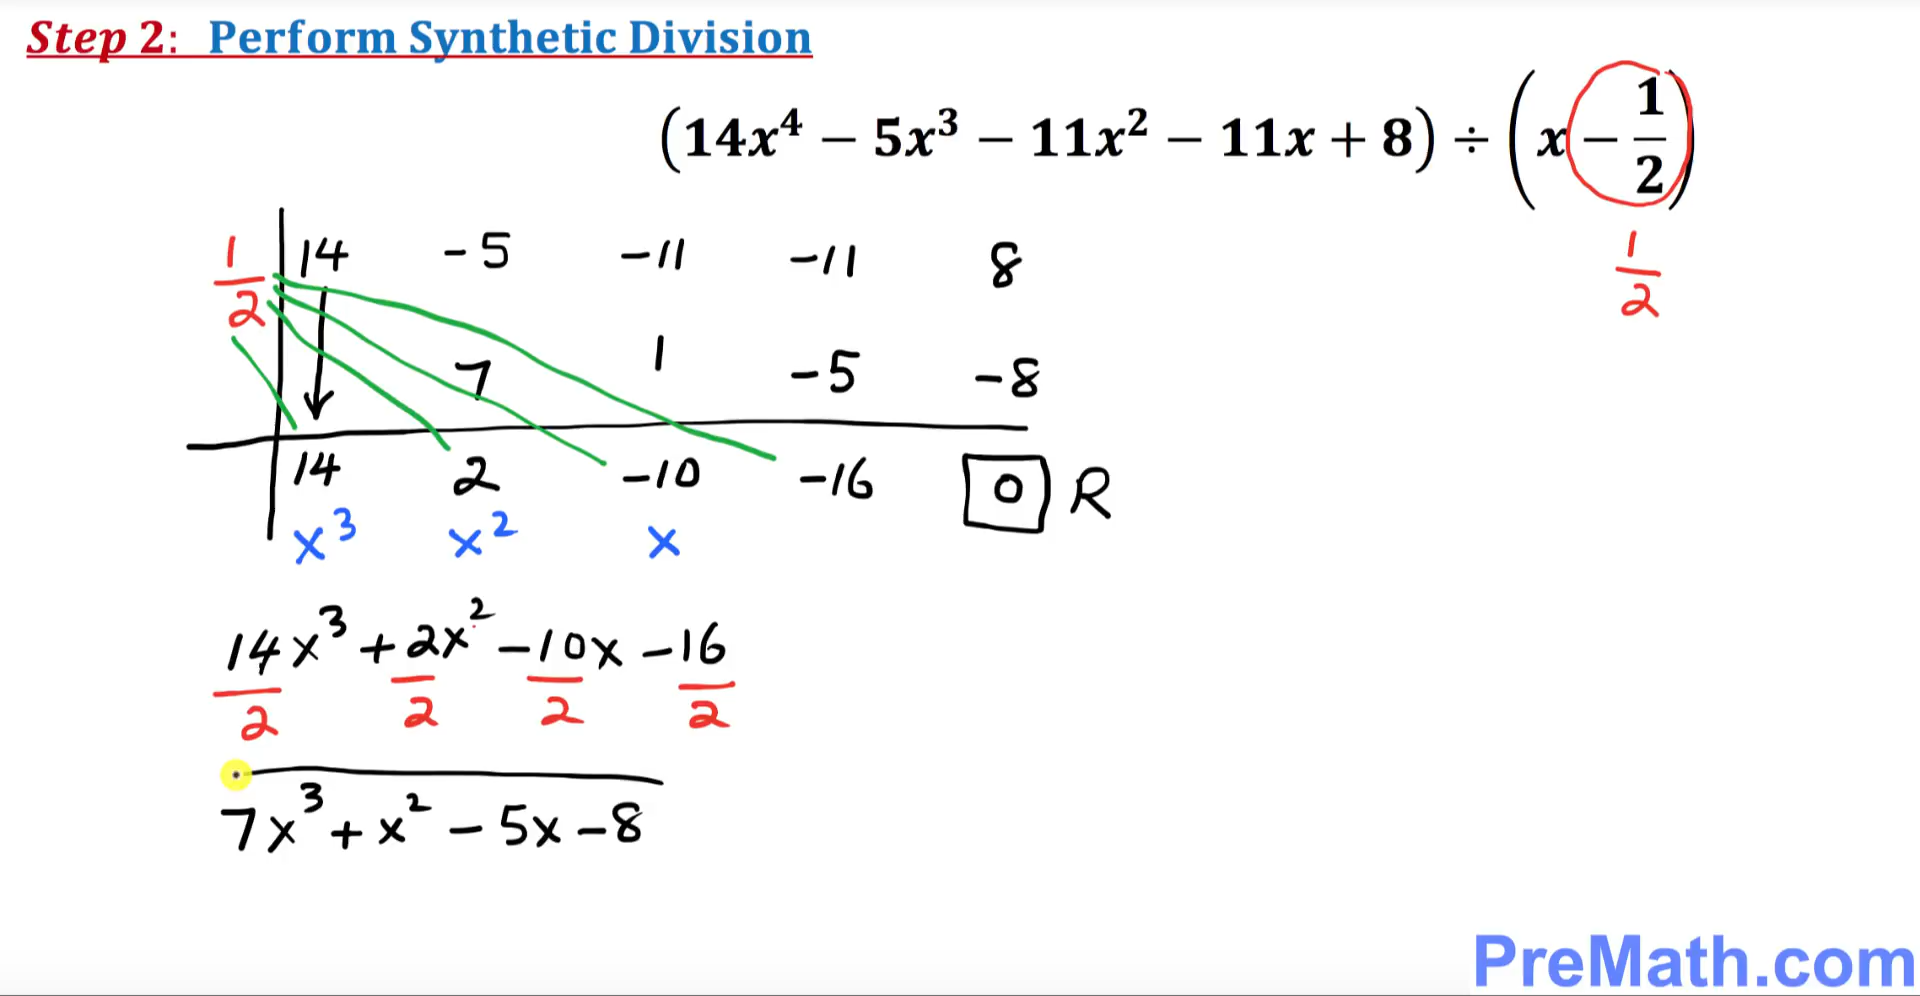 Step 2: Perform Synthetic Division
(14x⁴ − 5x³ − 11x² − 11x + 8) ÷ (x − 1/2)
1/2
1/2 14 -5 -11 -11 8
7 1 -5 -8
14 2 -10 -16 0 R
x³ x² x
14x³/2 + 2x²/2 - 10x/2 - 16/2
7x³ + x² - 5x - 8
PreMath.com